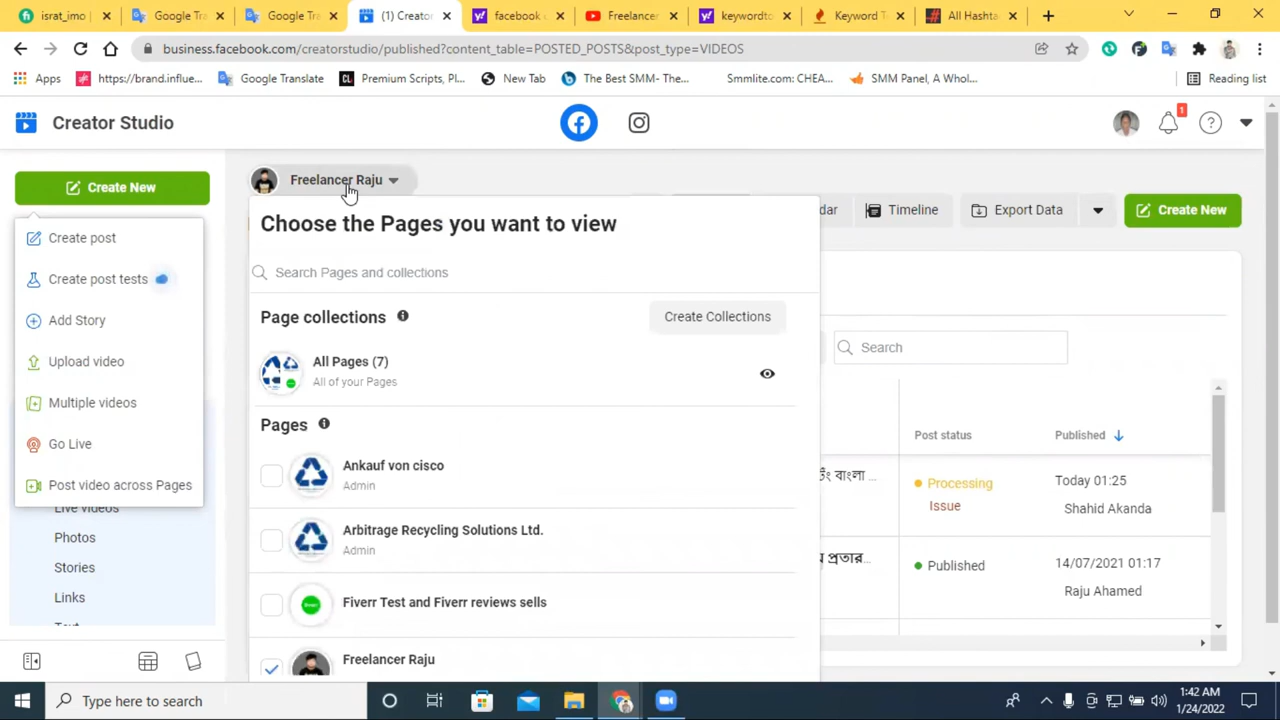 israt_imo
Google Tra
Google Tra
(1) Creator
facebook c
Freelancer
keywordto
Keyword T
All Hashta
business.facebook.com/creatorstudio/published?content_table=POSTED_POSTS&post_type=VIDEOS
Apps
https://brand.influe...
Google Translate
Premium Scripts, Pl...
New Tab
The Best SMM- The...
Smmlite.com: CHEA...
SMM Panel, A Whol...
Reading list
Creator Studio
1
Create New
Create post
Create post tests
Add Story
Upload video
Multiple videos
Go Live
Post video across Pages
Live videos
Photos
Stories
Links
Text
Freelancer Raju
Choose the Pages you want to view
Search Pages and collections
Page collections
Create Collections
All Pages (7)
All of your Pages
Pages
Ankauf von cisco
Admin
Arbitrage Recycling Solutions Ltd.
Admin
Fiverr Test and Fiverr reviews sells
Freelancer Raju
dar
Timeline
Export Data
Create New
Search
Post status
Published
বাংলা ...
Processing
Issue
Today 01:25
Shahid Akanda
প্রতার...
Published
14/07/2021 01:17
Raju Ahamed
Type here to search
1:42 AM
1/24/2022